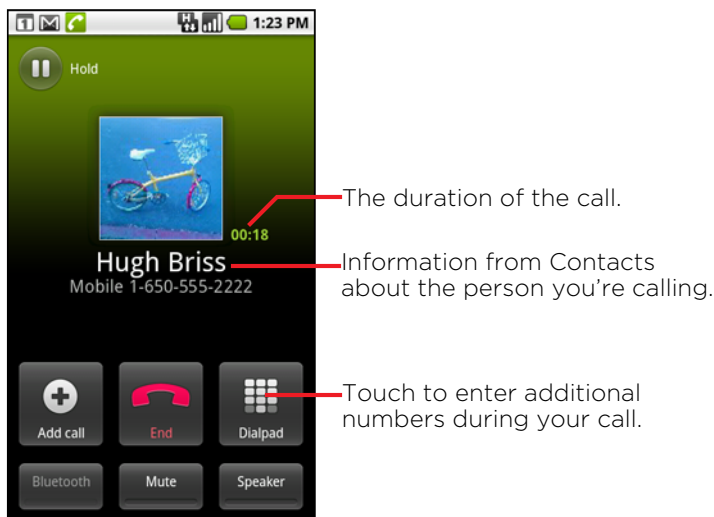 1 1:23 PM
Hold
00:18
The duration of the call.
Hugh Briss
Information from Contacts
about the person you're calling.
Mobile 1-650-555-2222
Touch to enter additional
numbers during your call.
Add call End Dialpad
Bluetooth Mute Speaker